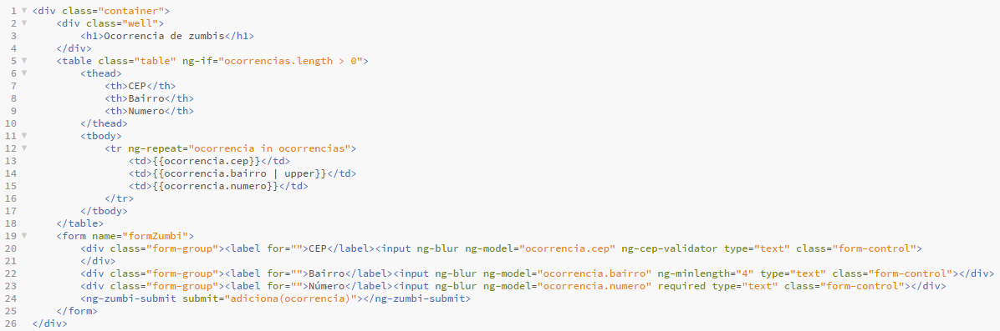 1 <div class="container">
2     <div class="well">
3         <h1>Ocorrencia de zumbis</h1>
4     </div>
5     <table class="table" ng-if="ocorrencias.length > 0">
6         <thead>
7             <th>CEP</th>
8             <th>Bairro</th>
9             <th>Numero</th>
10         </thead>
11         <tbody>
12             <tr ng-repeat="ocorrencia in ocorrencias">
13                 <td>{{ocorrencia.cep}}</td>
14                 <td>{{ocorrencia.bairro | upper}}</td>
15                 <td>{{ocorrencia.numero}}</td>
16             </tr>
17         </tbody>
18     </table>
19     <form name="formZumbi">
20         <div class="form-group"><label for="">CEP</label><input ng-blur ng-model="ocorrencia.cep" ng-cep-validator type="text" class="form-control">
21         </div>
22         <div class="form-group"><label for="">Bairro</label><input ng-blur ng-model="ocorrencia.bairro" ng-minlength="4" type="text" class="form-control"></div>
23         <div class="form-group"><label for="">Número</label><input ng-blur ng-model="ocorrencia.numero" required type="text" class="form-control"></div>
24         <ng-zumbi-submit submit="adiciona(ocorrencia)"></ng-zumbi-submit>
25     </form>
26 </div>